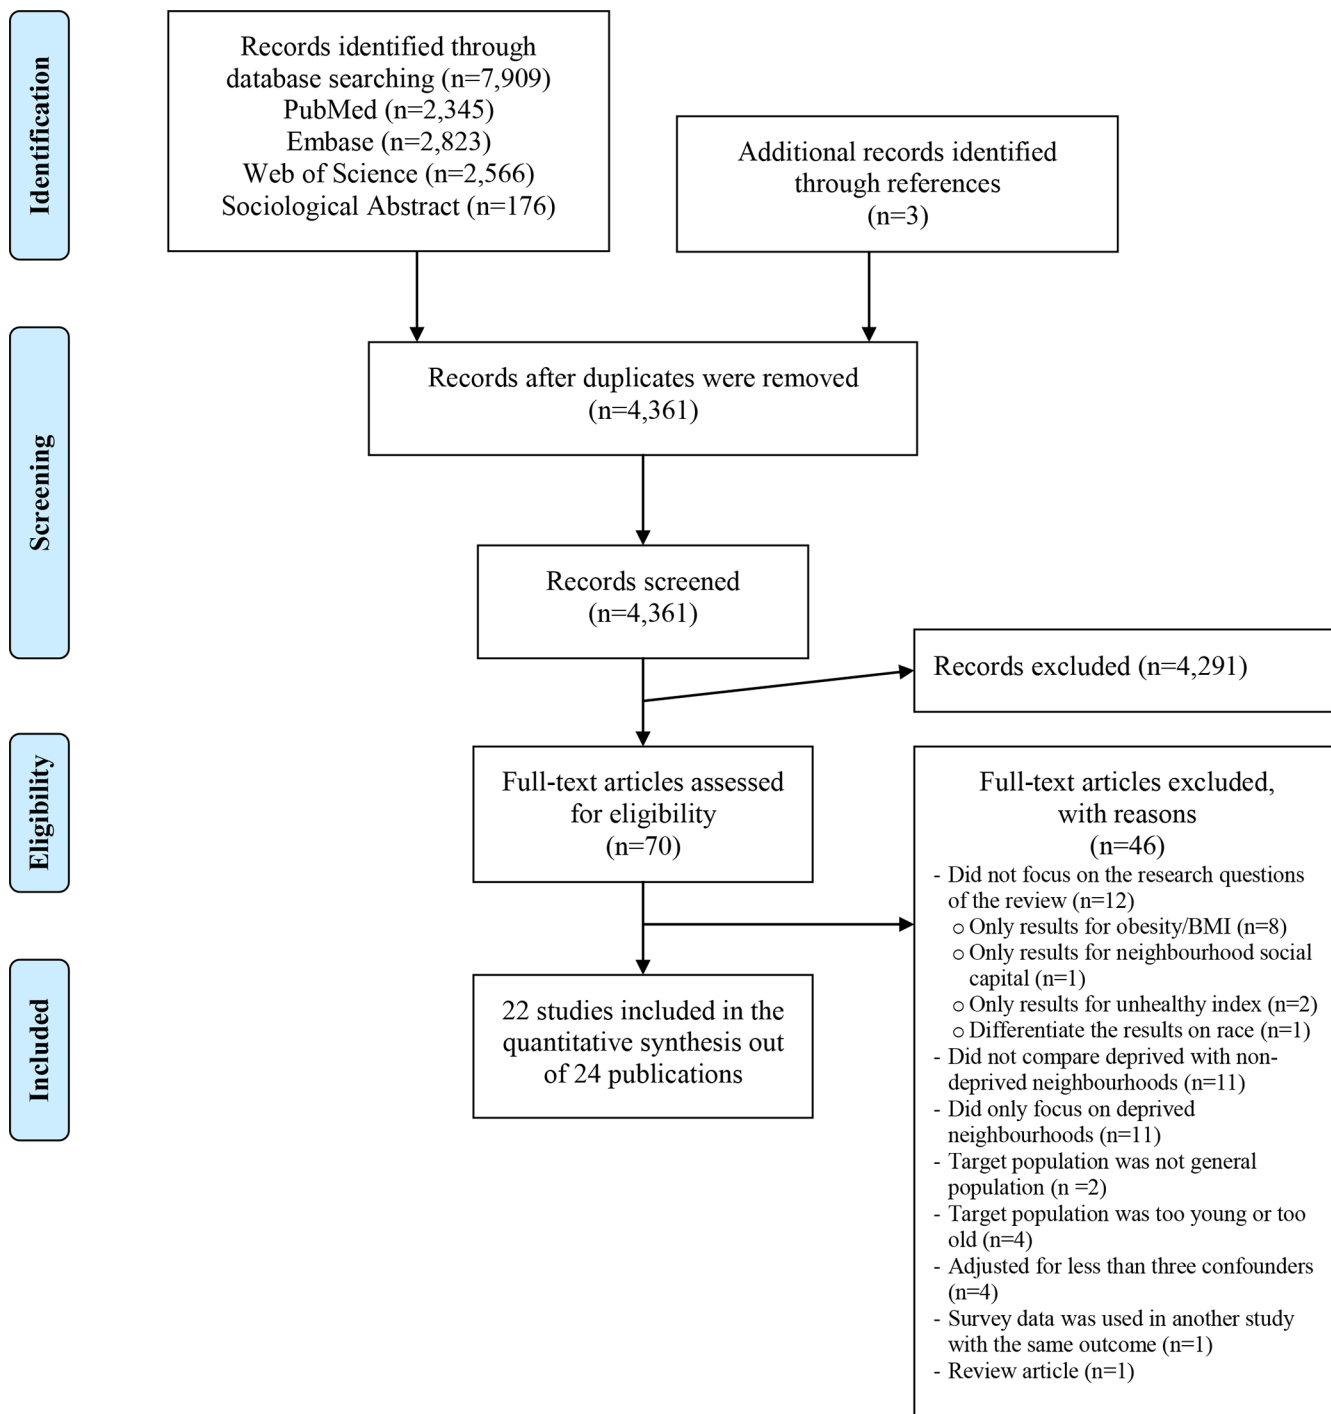 Identification
Records identified through
database searching (n=7,909)
PubMed (n=2,345)
Embase (n=2,823)
Web of Science (n=2,566)
Sociological Abstract (n=176)
Additional records identified
through references
(n=3)
Screening
Records after duplicates were removed
(n=4,361)
Records screened
(n=4,361)
Records excluded (n=4,291)
Eligibility
Full-text articles assessed
for eligibility
(n=70)
Full-text articles excluded,
with reasons
(n=46)
- Did not focus on the research questions
of the review (n=12)
o Only results for obesity/BMI (n=8)
o Only results for neighbourhood social
capital (n=1)
o Only results for unhealthy index (n=2)
o Differentiate the results on race (n=1)
- Did not compare deprived with non-
deprived neighbourhoods (n=11)
- Did only focus on deprived
neighbourhoods (n=11)
- Target population was not general
population (n =2)
- Target population was too young or too
old (n=4)
- Adjusted for less than three confounders
(n=4)
- Survey data was used in another study
with the same outcome (n=1)
- Review article (n=1)
Included
22 studies included in the
quantitative synthesis out
of 24 publications